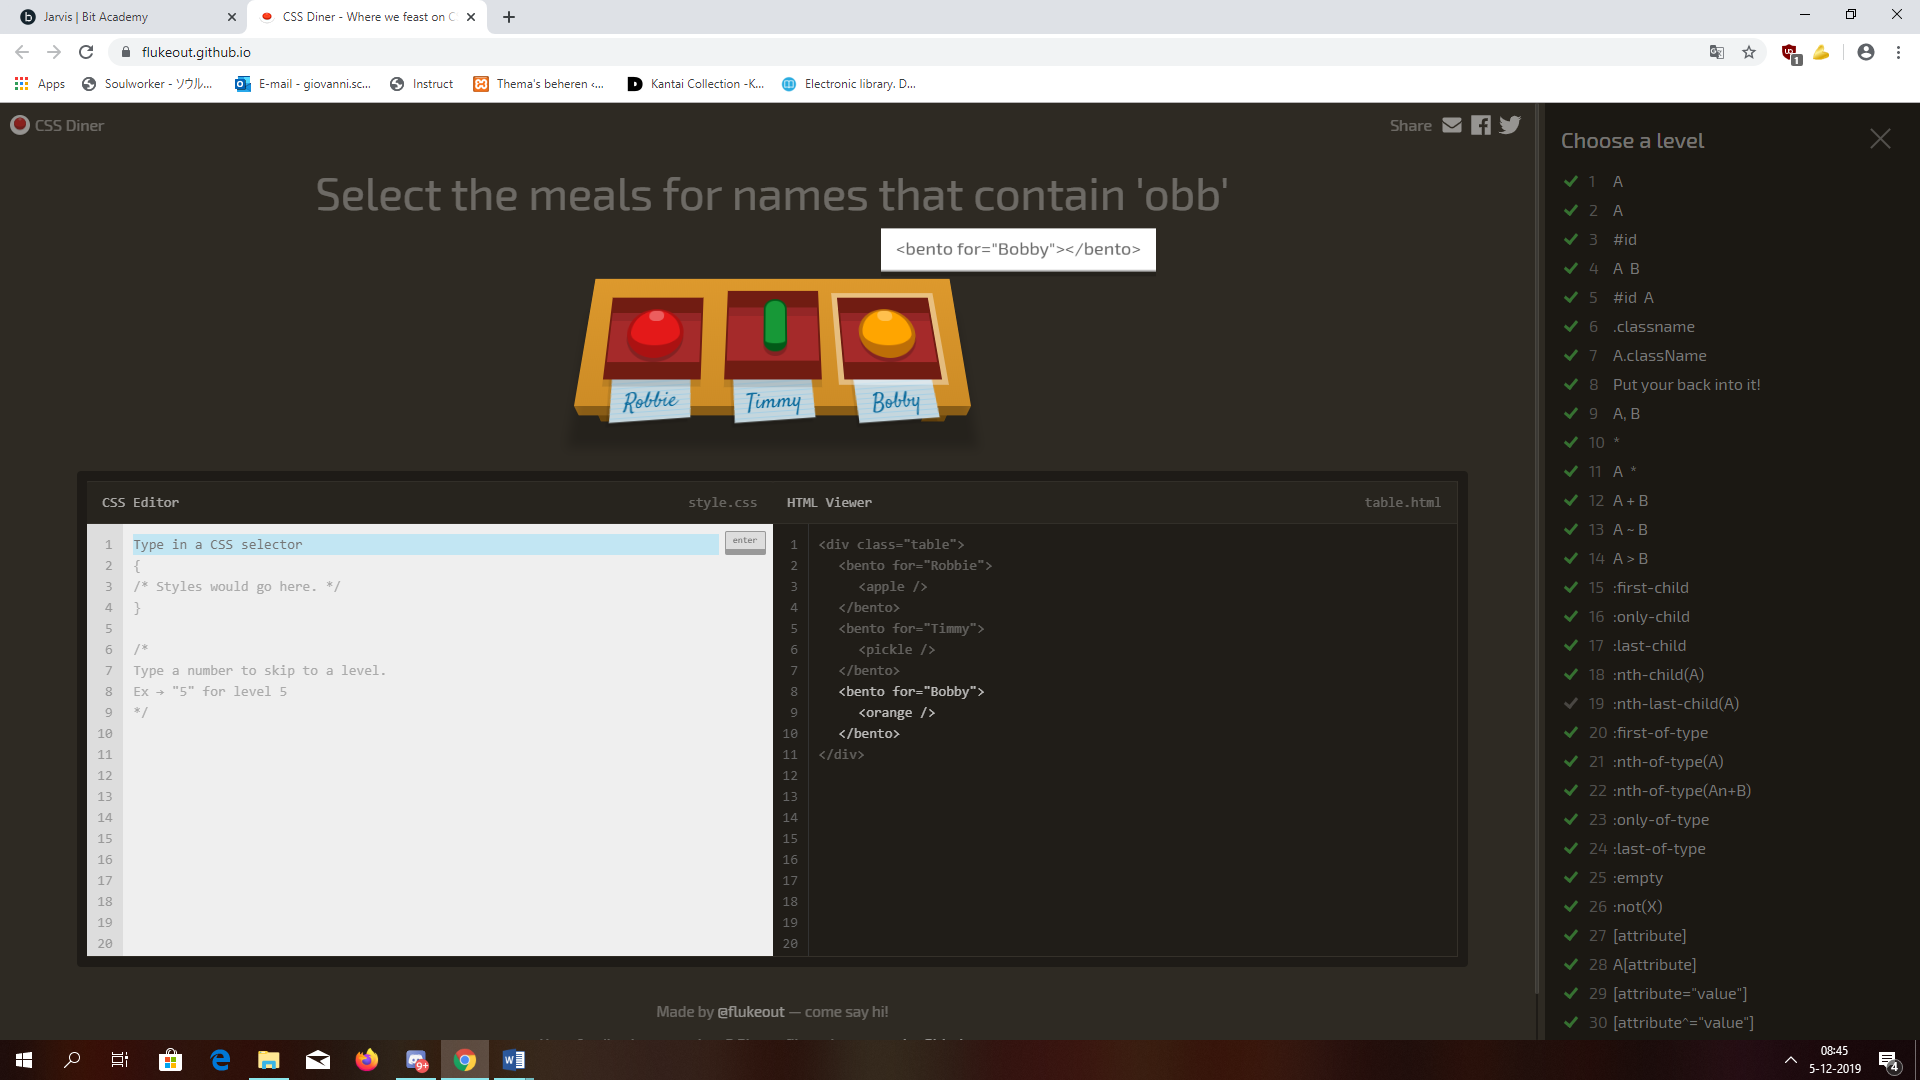 Jarvis | Bit Academy
CSS Diner - Where we feast on C
flukeout.github.io
Apps
Soulworker - ソウル...
E-mail - giovanni.sc...
Instruct
Thema's beheren ‹...
Kantai Collection -K...
Electronic library. D...
CSS Diner
Share
Select the meals for names that contain 'obb'
<bento for="Bobby"></bento>
Robbie
Timmy
Bobby
CSS Editor
style.css
1 Type in a CSS selector
enter
2 {
3 /* Styles would go here. */
4 }
5
6 /*
7 Type a number to skip to a level.
8 Ex → "5" for level 5
9 */
10
11
12
13
14
15
16
17
18
19
20
HTML Viewer
table.html
1 <div class="table">
2 <bento for="Robbie">
3 <apple />
4 </bento>
5 <bento for="Timmy">
6 <pickle />
7 </bento>
8 <bento for="Bobby">
9 <orange />
10 </bento>
11 </div>
12
13
14
15
16
17
18
19
20
Made by @flukeout — come say hi!
Choose a level
1 A
2 A
3 #id
4 A B
5 #id A
6 .classname
7 A.className
8 Put your back into it!
9 A, B
10 *
11 A *
12 A + B
13 A ~ B
14 A > B
15 :first-child
16 :only-child
17 :last-child
18 :nth-child(A)
19 :nth-last-child(A)
20 :first-of-type
21 :nth-of-type(A)
22 :nth-of-type(An+B)
23 :only-of-type
24 :last-of-type
25 :empty
26 :not(X)
27 [attribute]
28 A[attribute]
29 [attribute="value"]
30 [attribute^="value"]
1
9+
08:45
5-12-2019
4